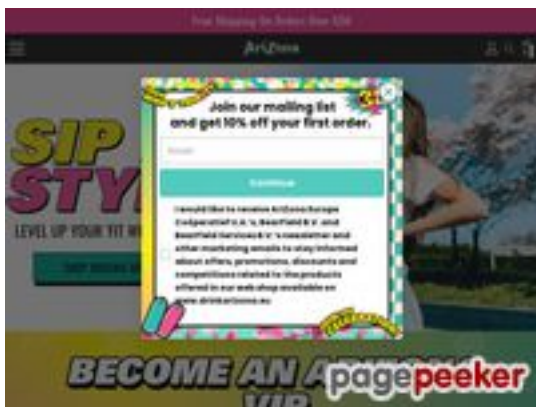 Free Shipping On Orders Over $50
AriZona
Join our mailing list
and get 10% off your first order.
Email
Continue
SIP
LEVEL UP YOUR FIT
I would like to receive AriZona Europe
Coöperatief U.A.'s, Bearfield B.V. and
Bearfield Services B.V.'s newsletter and
other marketing emails to stay informed
about offers, promotions, discounts and
competitions related to the products
offered in our web shop available on
www.drinkarizona.eu
BECOME AN
VIP
pagepeeker